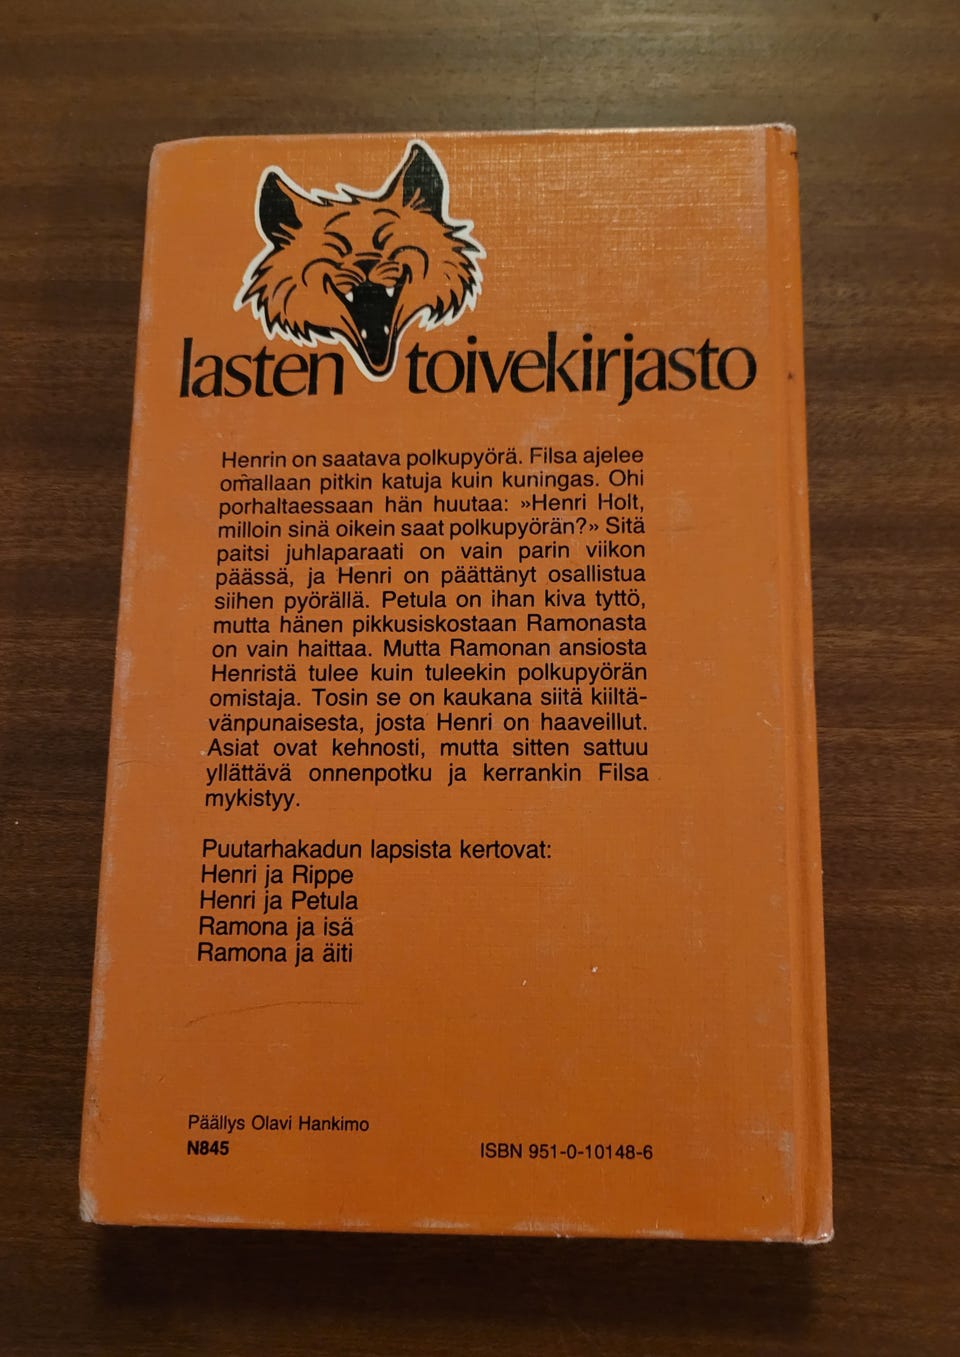 lasten toivekirjasto
Henrin on saatava polkupyörä. Filsa ajelee
omallaan pitkin katuja kuin kuningas. Ohi
porhaltaessaan hän huutaa: »Henri Holt,
milloin sinä oikein saat polkupyörän?» Sitä
paitsi juhlaparaati on vain parin viikon
päässä, ja Henri on päättänyt osallistua
siihen pyörällä. Petula on ihan kiva tyttö,
mutta hänen pikkusiskostaan Ramonasta
on vain haittaa. Mutta Ramonan ansiosta
Henristä tulee kuin tuleekin polkupyörän
omistaja. Tosin se on kaukana siitä kiiltä-
vänpunaisesta, josta Henri on haaveillut.
Asiat ovat kehnosti, mutta sitten sattuu
yllättävä onnenpotku ja kerrankin Filsa
mykistyy.
Puutarhakadun lapsista kertovat:
Henri ja Rippe
Henri ja Petula
Ramona ja isä
Ramona ja äiti
Päällys Olavi Hankimo
N845
ISBN 951-0-10148-6